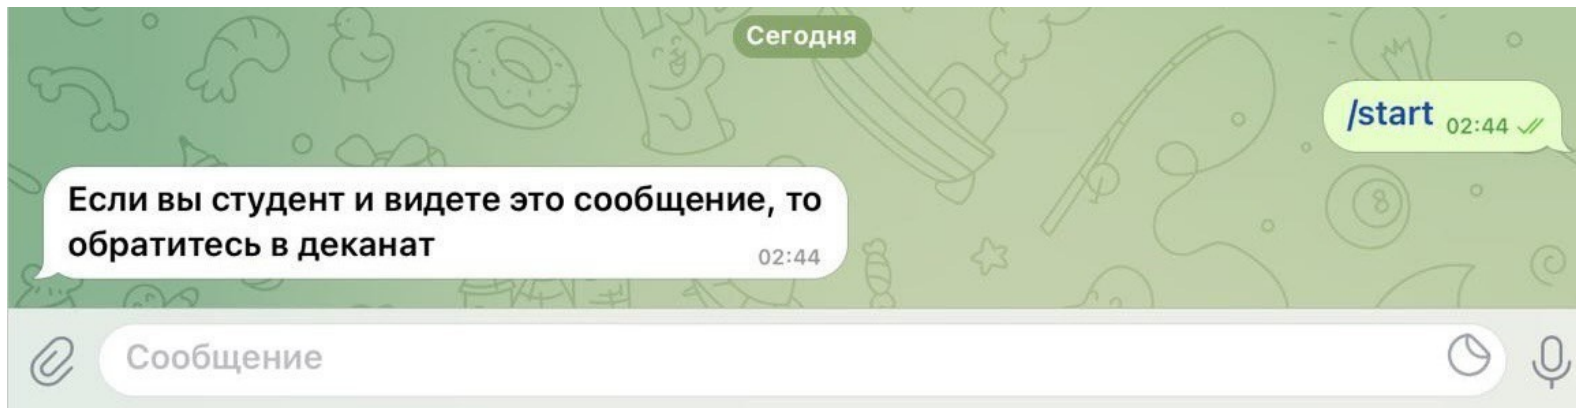 Сегодня
/start 02:44
Если вы студент и видете это сообщение, то
обратитесь в деканат
02:44
Сообщение